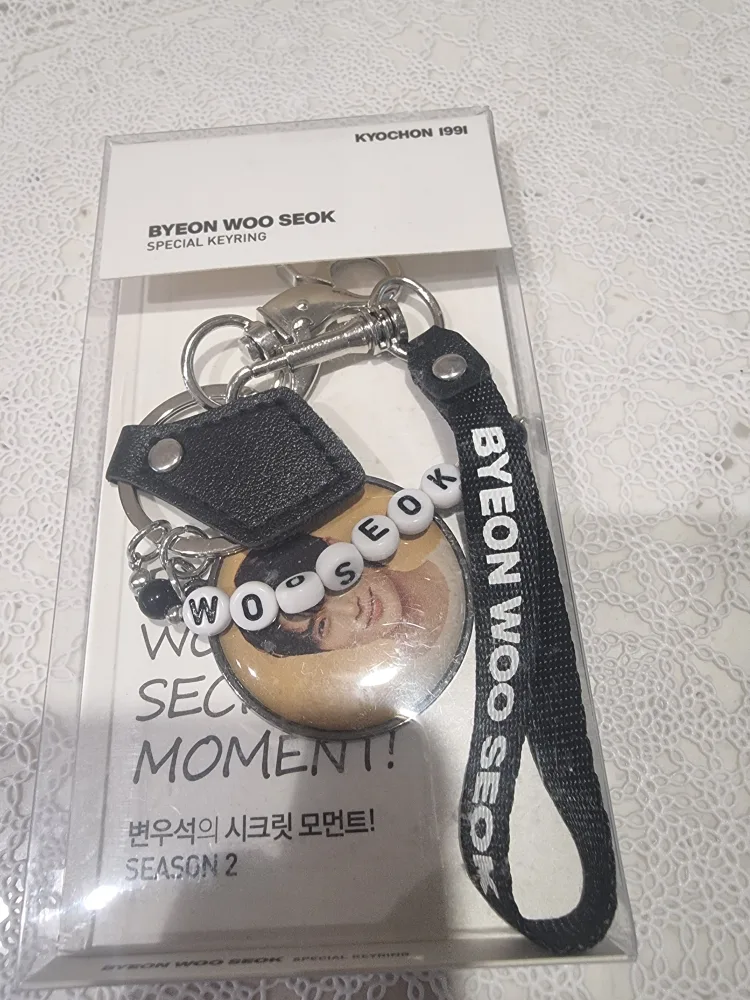 KYOCHON 1991
BYEON WOO SEOK
SPECIAL KEYRING
WOOSEOK
BYEON WOO SEOK
MOMENT!
변우석의 시크릿 모먼트!
SEASON 2
BYEON WOO SEOK SPECIAL KEYRING